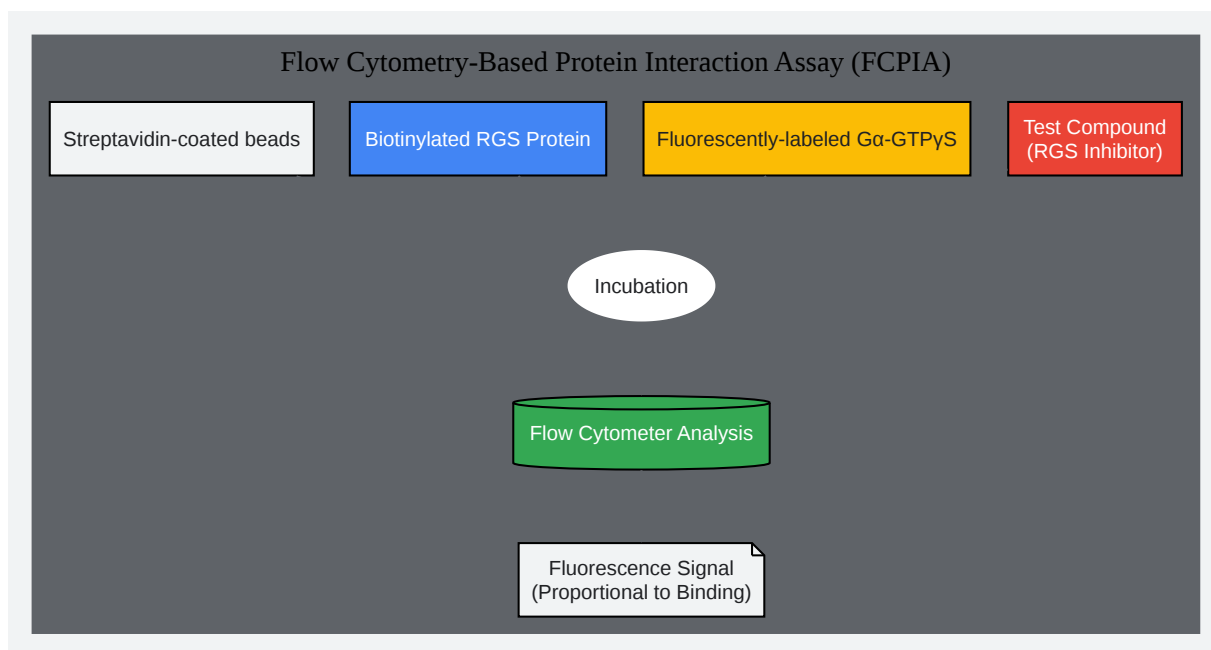 Flow Cytometry-Based Protein Interaction Assay (FCPIA)
Streptavidin-coated beads
Biotinylated RGS Protein
Fluorescently-labeled Gα-GTPγS
Test Compound
(RGS Inhibitor)
Incubation
Flow Cytometer Analysis
Fluorescence Signal
(Proportional to Binding)